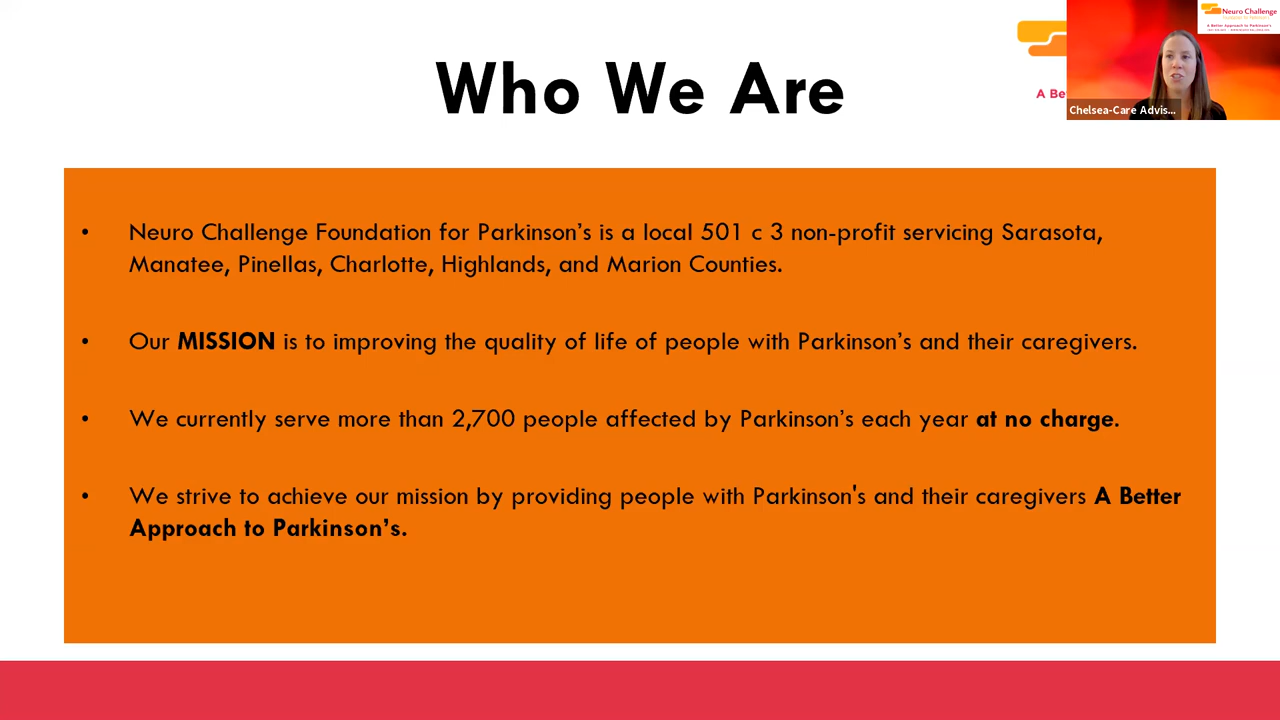 Who We Are
A Be
Neuro Challenge
A Better Approach to Parkinson's
Chelsea-Care Advis...
• Neuro Challenge Foundation for Parkinson’s is a local 501 c 3 non-profit servicing Sarasota,
Manatee, Pinellas, Charlotte, Highlands, and Marion Counties.
• Our MISSION is to improving the quality of life of people with Parkinson’s and their caregivers.
• We currently serve more than 2,700 people affected by Parkinson’s each year at no charge.
• We strive to achieve our mission by providing people with Parkinson's and their caregivers A Better
Approach to Parkinson’s.